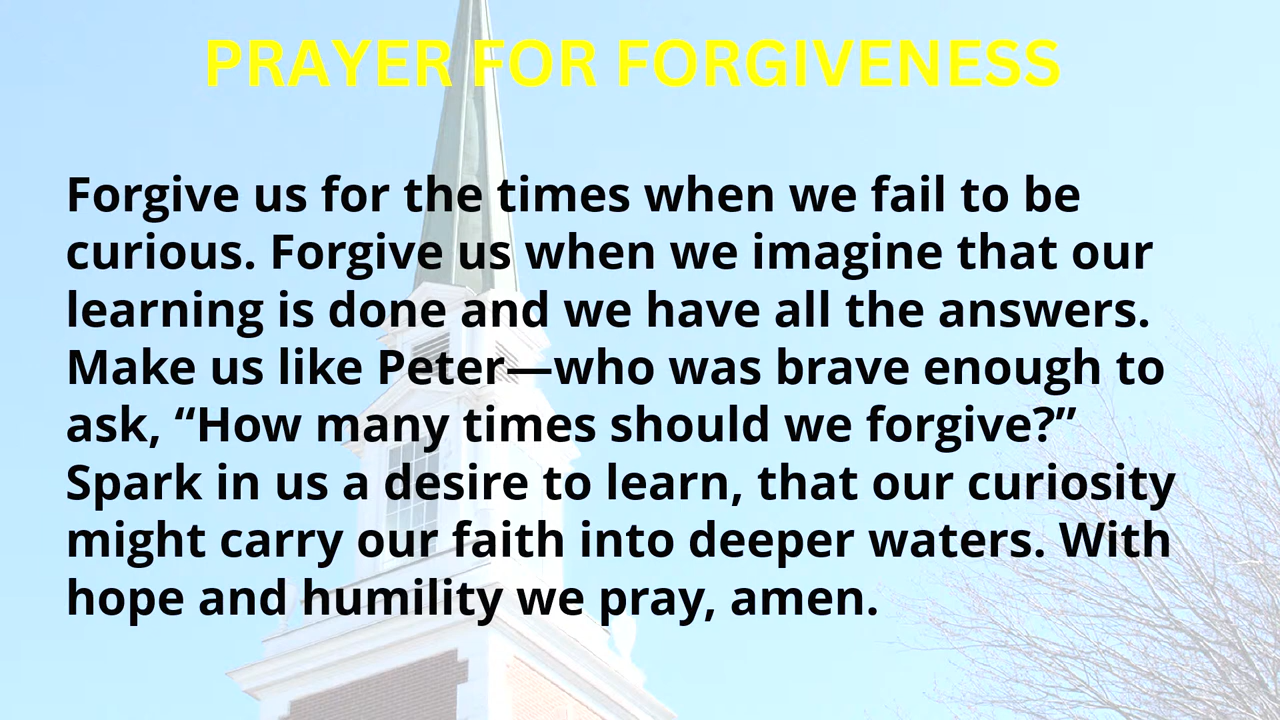 PRAYER FOR FORGIVENESS
Forgive us for the times when we fail to be
curious. Forgive us when we imagine that our
learning is done and we have all the answers.
Make us like Peter—who was brave enough to
ask, “How many times should we forgive?”
Spark in us a desire to learn, that our curiosity
might carry our faith into deeper waters. With
hope and humility we pray, amen.